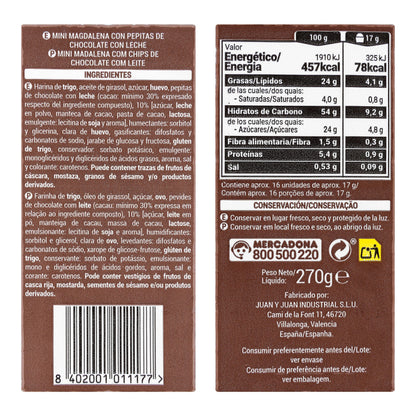 E MINI MAGDALENA CON PEPITAS DE
CHOCOLATE CON LECHE
P MINI MADALENA COM CHIPS DE
CHOCOLATE COM LEITE
INGREDIENTES
E Harina de trigo, aceite de girasol, azúcar, huevo, pepitas
de chocolate con leche (cacao: mínimo 30% expresado
respecto del ingrediente compuesto), 10% [azúcar, leche
en polvo, manteca de cacao, pasta de cacao, lactosa,
emulgente: lecitina de soja y aroma], humectantes: sorbitol
y glicerina, clara de huevo, gasificantes: difosfatos y
carbonatos de sodio, jarabe de glucosa y fructosa, gluten
de trigo, conservante: sorbato potásico, emulgentes:
mono y diglicéridos de ácidos grasos, aroma, sal
y colorante: carotenos. Puede contener trazas de frutos de
cáscara, mostaza, granos de sésamo y/o productos
derivados.
P Farinha de trigo, óleo de girassol, açúcar, ovo, pevides
de chocolate com leite (cacau: mínimo 30% expressa em
relação ao ingrediente composto), 10% [açúcar, leite em
pó, manteiga de cacau, massa de cacau, lactose,
emulsionante: lecitina de soja e aroma], humidificantes:
sorbitol e glicerol, clara de ovo, levedantes: difosfatos e
carbonatos de sódio, xarope de glicose-frutose, glúten de
trigo, conservante: sorbato de potássio, emulsionante:
mono e diglicéridos de ácidos gordos, aroma, sal e
corante: carotenos. Pode conter vestígios de frutos de
casca rija, mostarda, sementes de sésamo e/ou produtos
derivados.
8 402001 011177 >
100 g 17 g
Valor
Energético/ 1910 kJ 325 kJ
Energia 457kcal 78kcal
Grasas/Lípidos 24 g 4,1 g
de las cuales/dos quais:
- Saturadas/Saturados 4,0 g 0,8 g
Hidratos de Carbono 54 g 9,2 g
de los cuales/dos quais:
- Azúcares/Açúcares 24 g 4,8 g
Fibra alimentaria/Fibra 1,5 g 0,3 g
Proteínas 5,4 g 0,9 g
Sal 0,53 g 0,09 g
Contiene aprox. 16 unidades de aprox. 17 g/
Contém aprox. 16 porções de aprox. 17 g.
CONSERVACIÓN/CONSERVAÇÃO
E Conservar en lugar fresco, seco y protegido de la luz.
P Conservar em local fresco e seco, ao abrigo da luz.
MERCADONA
800 500 220
Peso Neto/
Líquido: 270g e
Fabricado por:
JUAN Y JUAN INDUSTRIAL S.L.U.
Camí de la Font 11, 46720
Villalonga, Valencia
España/Espanha.
Consumir preferentemente antes del/Lote:
ver envase
Consumir preferencialmente antes de/Lote:
ver embalagem.